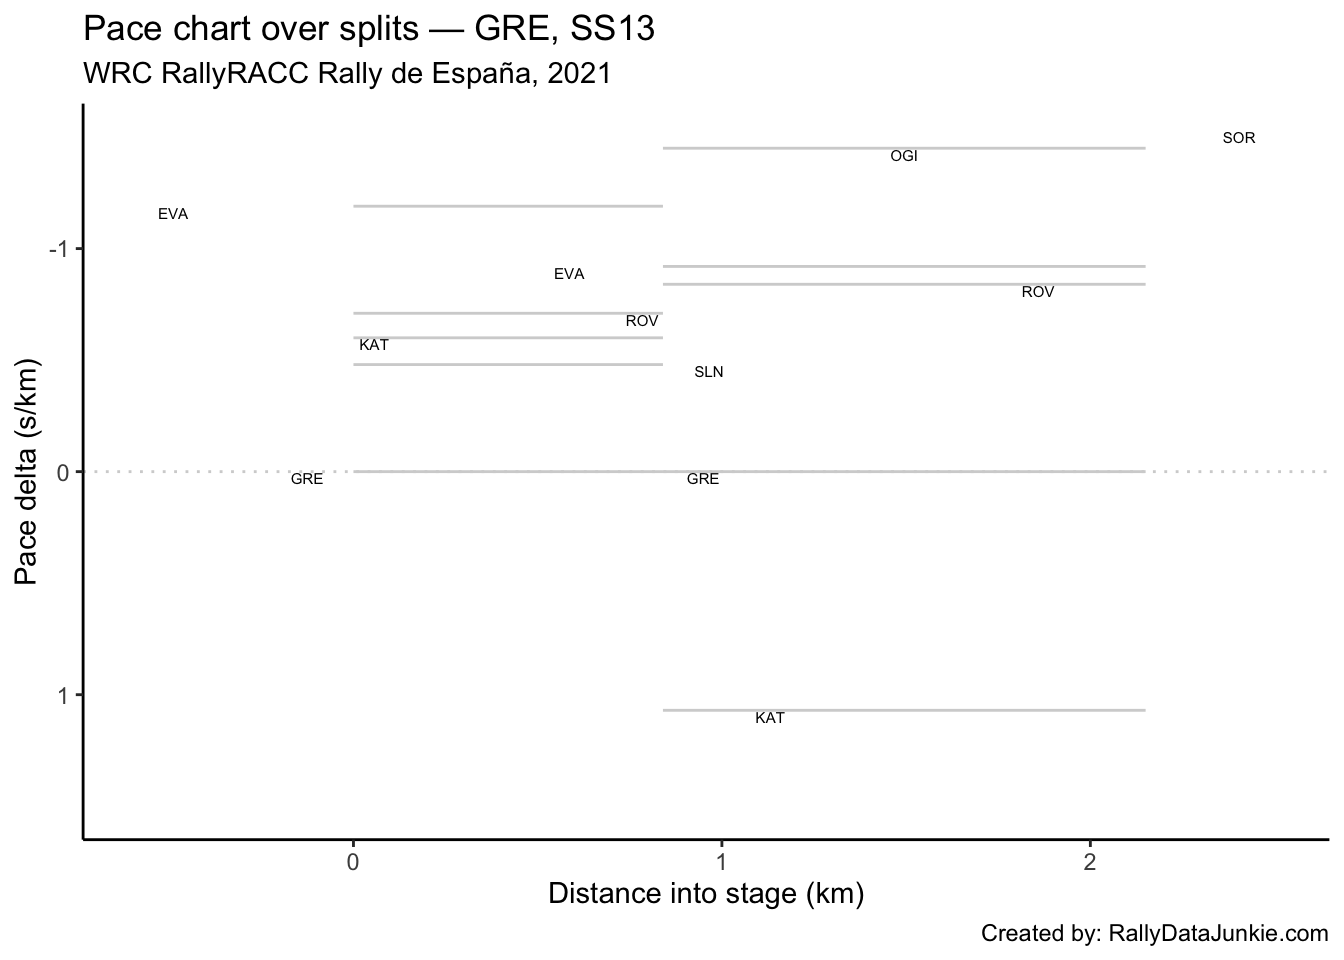 Pace chart over splits — GRE, SS13
WRC RallyRACC Rally de España, 2021
SOR
OGI
EVA
-1
EVA
ROV
ROV
KAT
SLN
0
GRE
GRE
1
KAT
Pace delta (s/km)
0
1
2
Distance into stage (km)
Created by: RallyDataJunkie.com